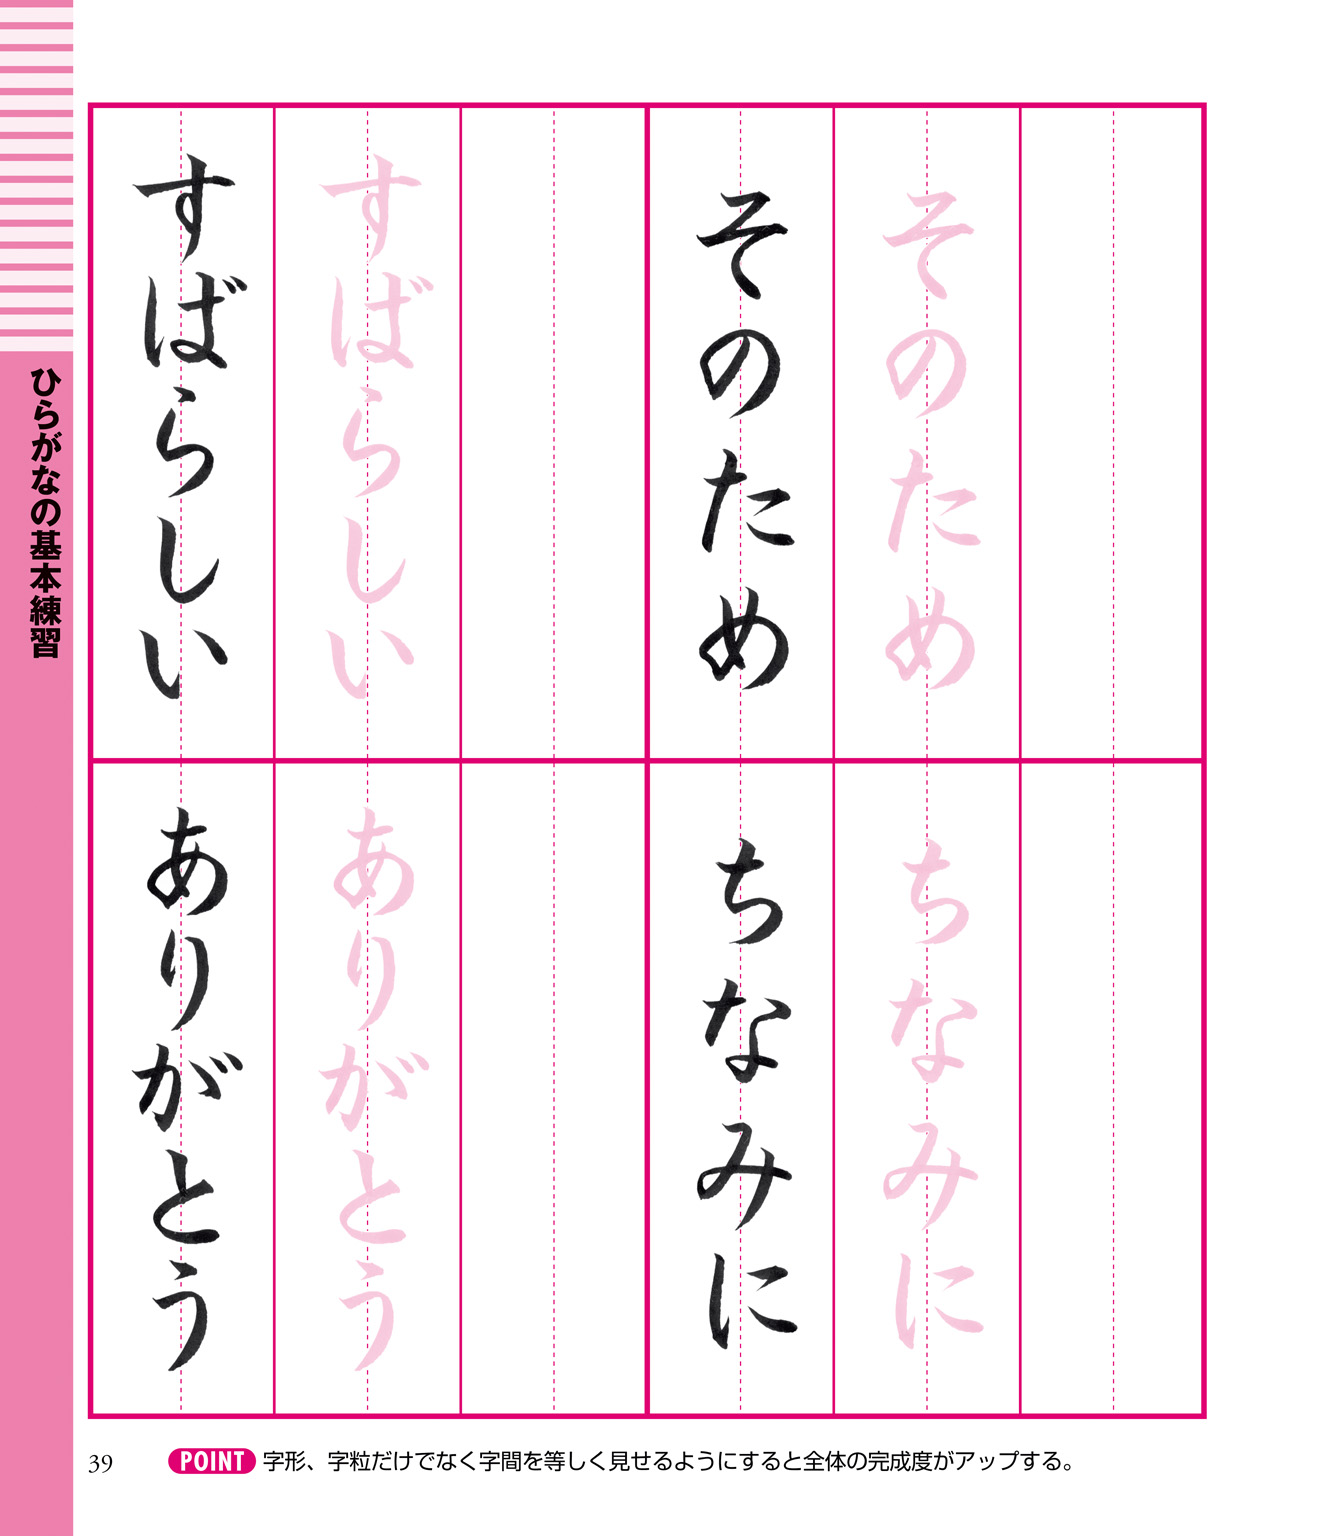 ひらがなの基本練習
そのため
そのため
すばらしい
すばらしい
ちなみに
ちなみに
ありがとう
ありがとう
39
POINT 字形、字粒だけでなく字間を等しく見せるようにすると全体の完成度がアップする。